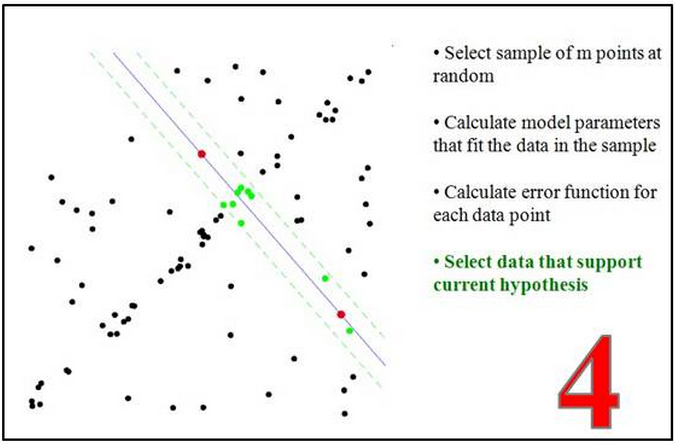 • Select sample of m points at
random
• Calculate model parameters
that fit the data in the sample
• Calculate error function for
each data point
• Select data that support
current hypothesis
4